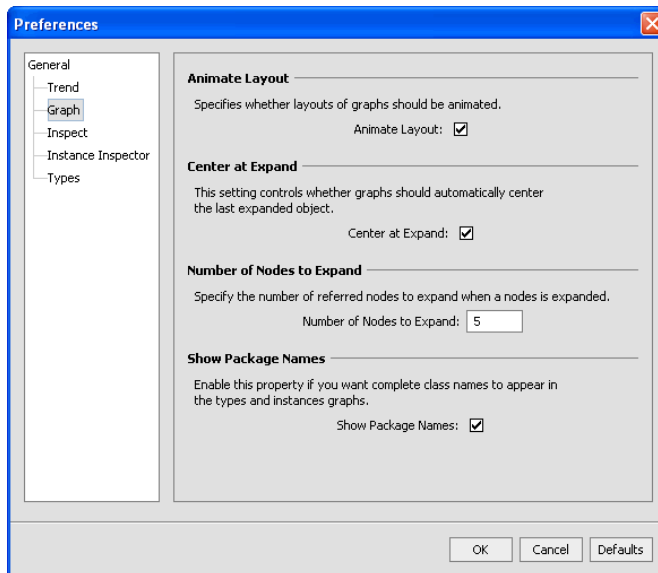 Preferences
General
Trend
Graph
Inspect
Instance Inspector
Types
Animate Layout
Specifies whether layouts of graphs should be animated.
Animate Layout:
Center at Expand
This setting controls whether graphs should automatically center
the last expanded object.
Center at Expand:
Number of Nodes to Expand
Specify the number of referred nodes to expand when a nodes is expanded.
Number of Nodes to Expand: 5
Show Package Names
Enable this property if you want complete class names to appear in
the types and instances graphs.
Show Package Names:
OK Cancel Defaults